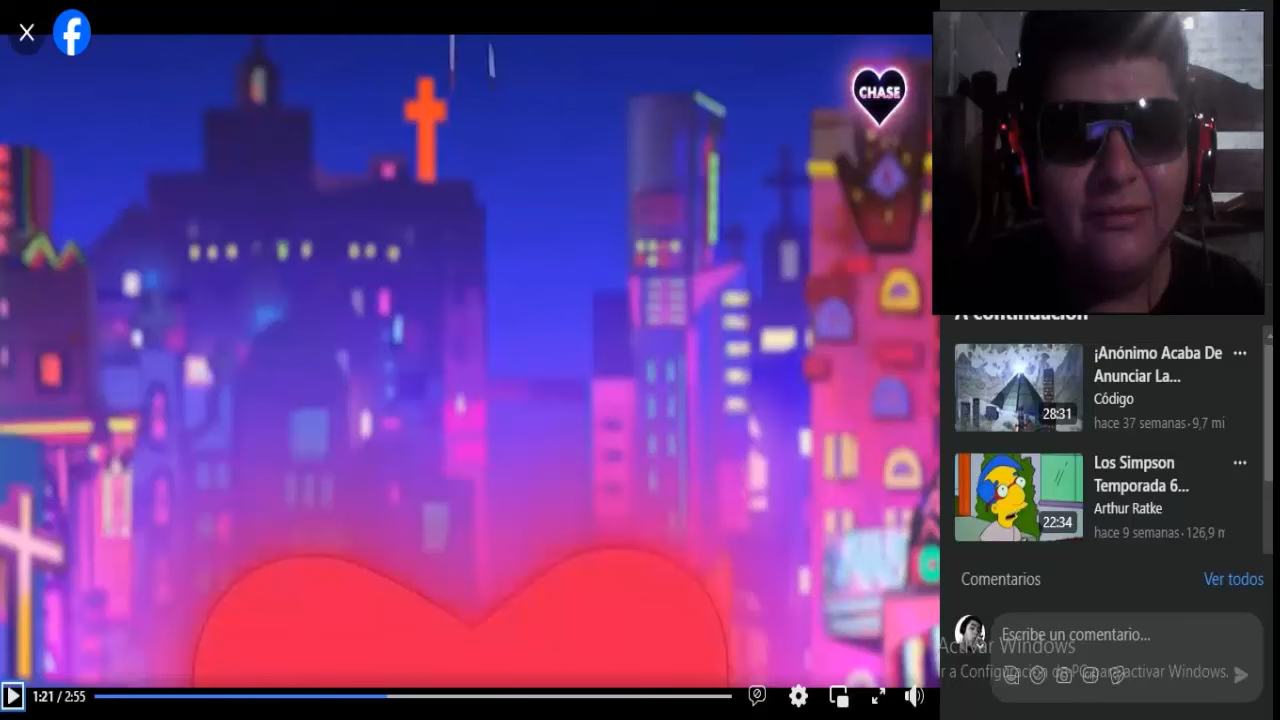 CHASE
A continuación
¡Anónimo Acaba De
Anunciar La...
Código
hace 37 semanas · 9,7 mi
28:31
Los Simpson
Temporada 6...
Arthur Ratke
hace 9 semanas · 126,9 m
22:34
Comentarios
Ver todos
Escribe un comentario...
Activar Windows
r a Configuración de PC para activar Windows.
1:21 / 2:55